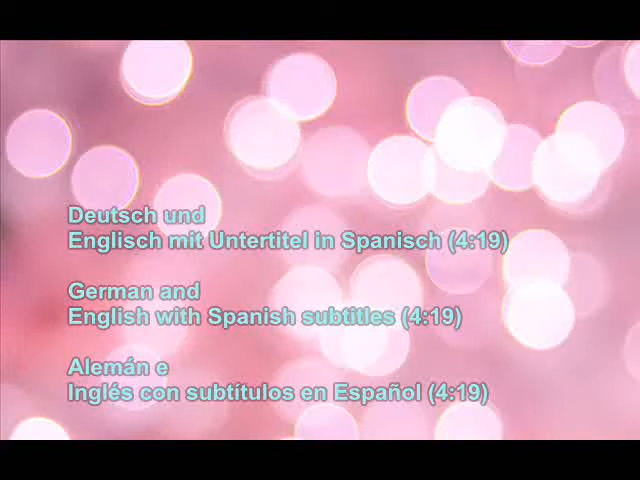 Deutsch und
Englisch mit Untertitel in Spanisch (4:19)
German and
English with Spanish subtitles (4:19)
Alemán e
Inglés con subtítulos en Español (4:19)